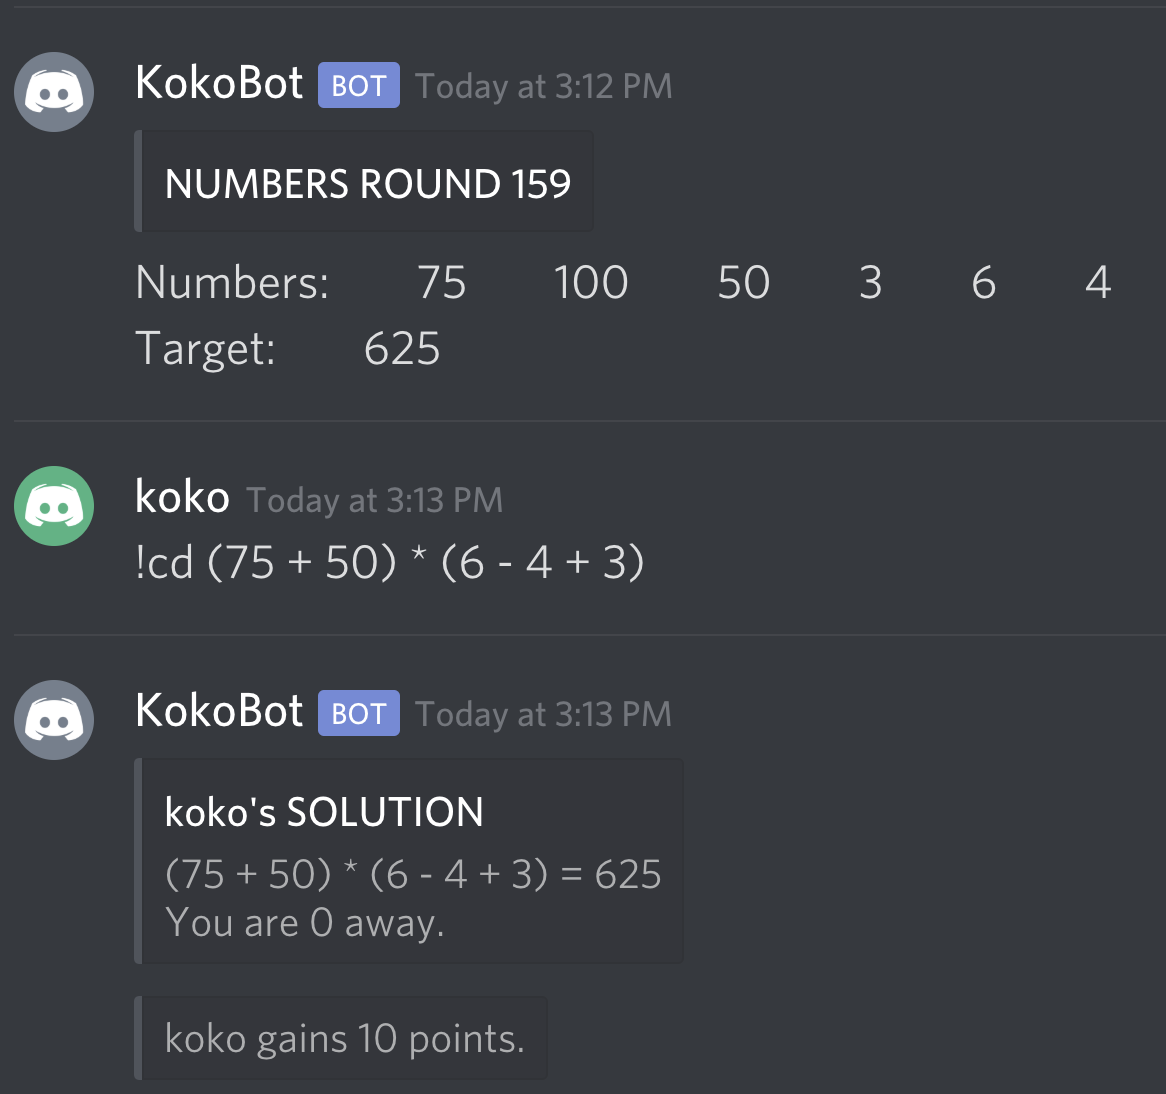 KokoBot BOT Today at 3:12 PM
NUMBERS ROUND 159
Numbers: 75 100 50 3 6 4
Target: 625
koko Today at 3:13 PM
!cd (75 + 50) * (6 - 4 + 3)
KokoBot BOT Today at 3:13 PM
koko's SOLUTION
(75 + 50) * (6 - 4 + 3) = 625
You are 0 away.
koko gains 10 points.